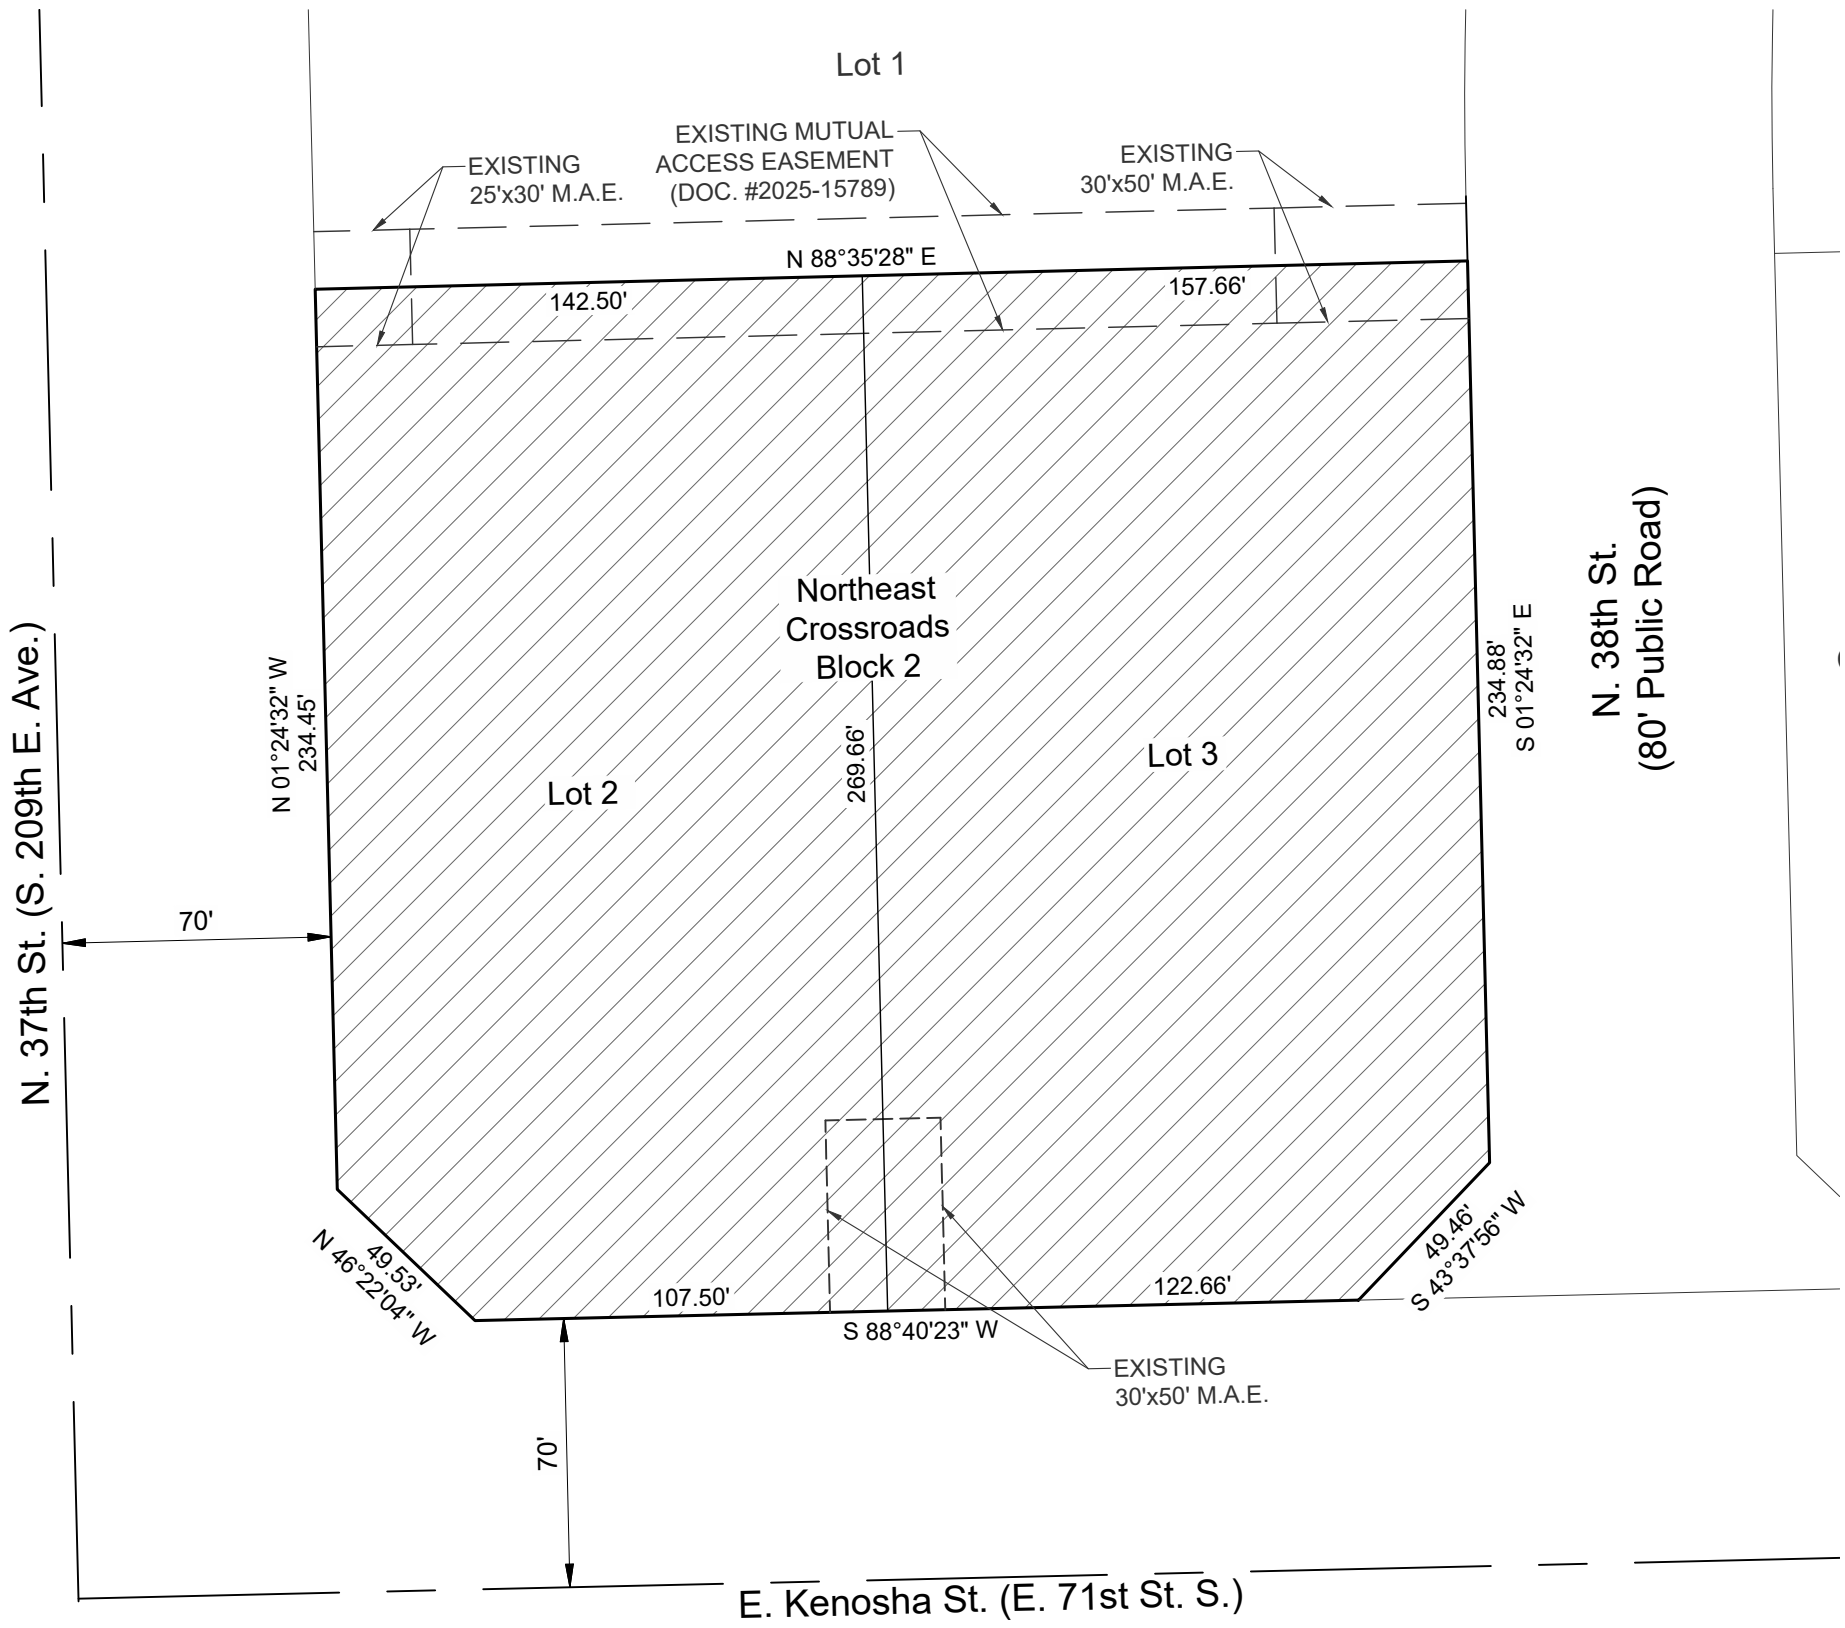 Lot 1
EXISTING MUTUAL
ACCESS EASEMENT
(DOC. #2025-15789)
EXISTING
25'x30' M.A.E.
EXISTING
30'x50' M.A.E.
N 88°35'28" E
142.50'
157.66'
Northeast
Crossroads
Block 2
269.66'
Lot 2
Lot 3
N 01°24'32" W
234.45'
234.88'
S 01°24'32" E
N. 38th St.
(80' Public Road)
N. 37th St. (S. 209th E. Ave.)
70'
49.53'
N 46°22'04" W
107.50'
122.66'
S 88°40'23" W
49.46'
S 43°37'56" W
EXISTING
30'x50' M.A.E.
70'
E. Kenosha St. (E. 71st St. S.)